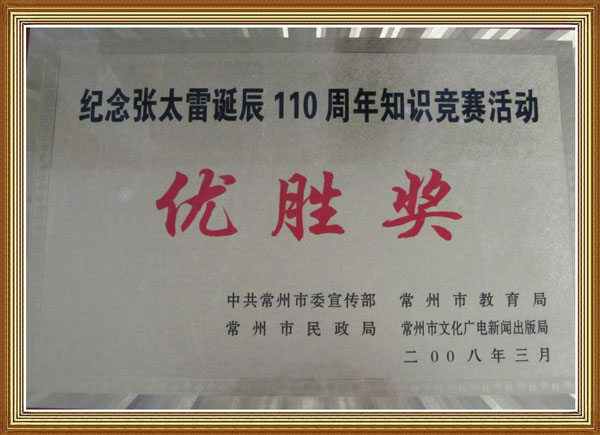 纪念张太雷诞辰 110 周年知识竞赛活动
优胜奖
中共常州市委宣传部 常州市教育局
常州市民政局 常州市文化广电新闻出版局
二00八年三月